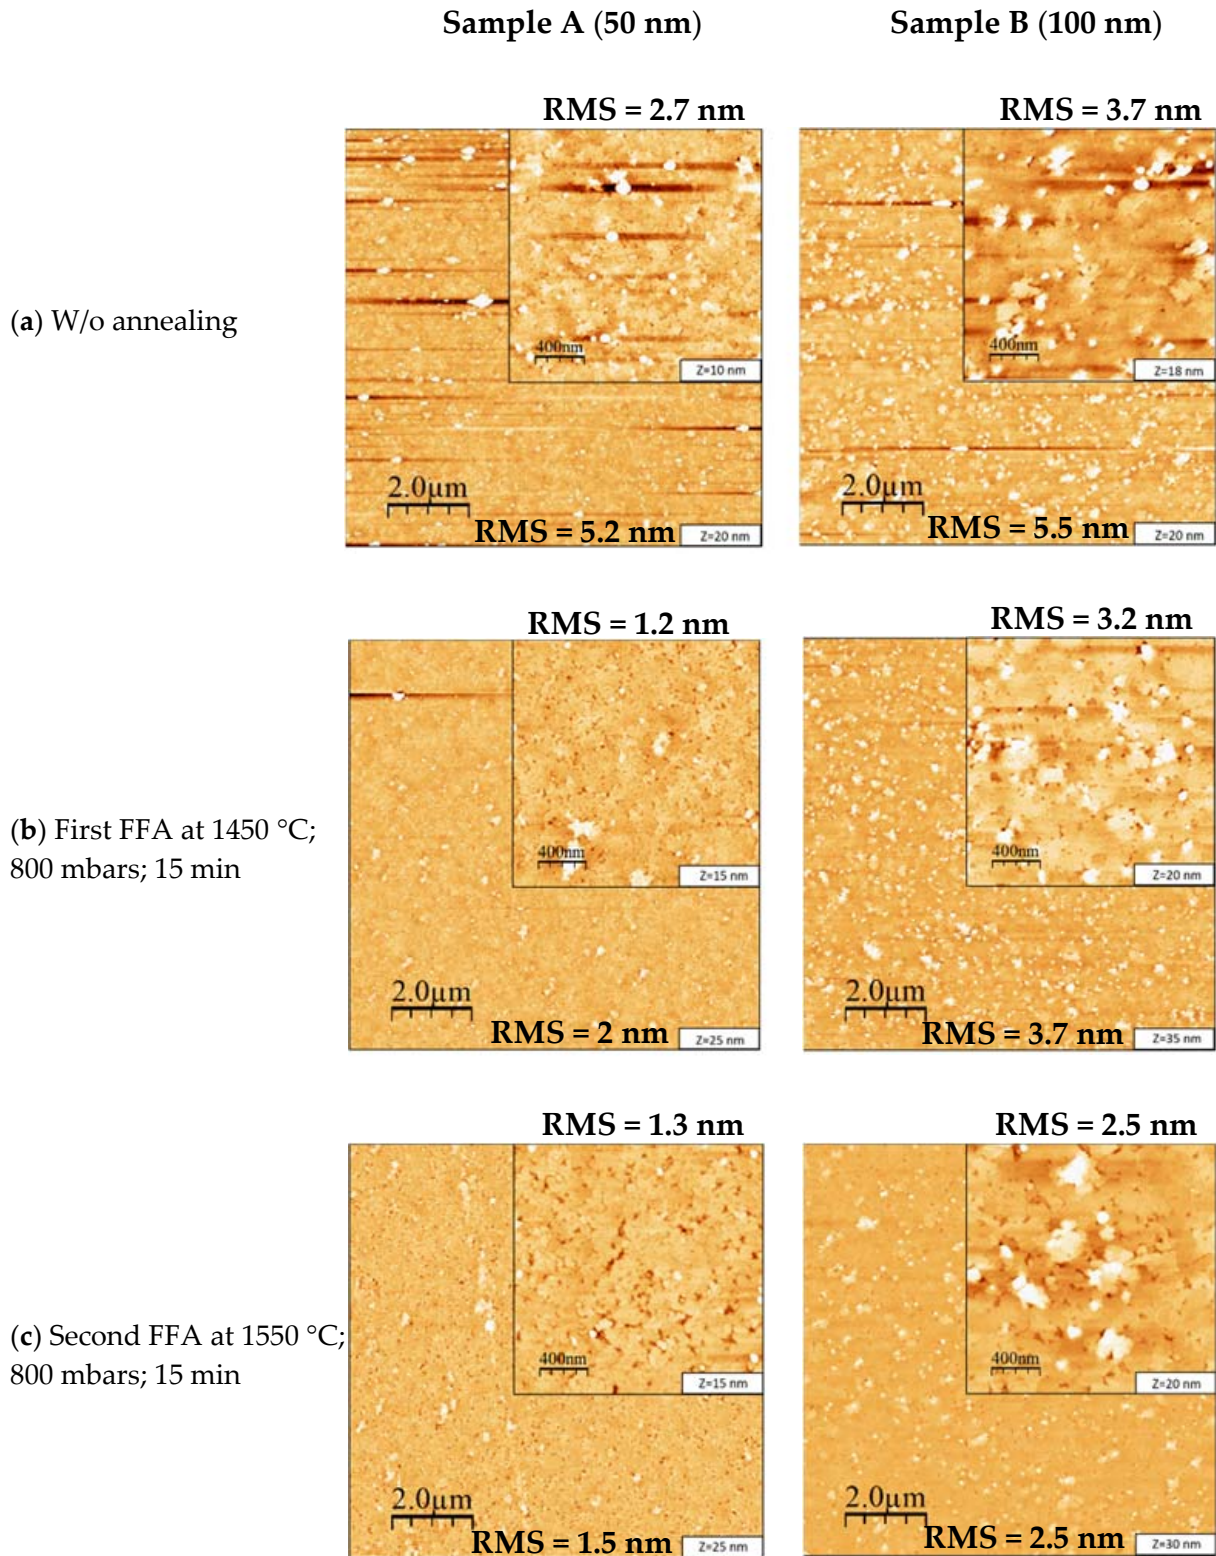 Sample A (50 nm) Sample B (100 nm)
RMS = 2.7 nm RMS = 3.7 nm
(a) W/o annealing
400nm 400nm
Z=10 nm Z=18 nm
2.0µm 2.0µm
RMS = 5.2 nm Z=20 nm RMS = 5.5 nm Z=20 nm
RMS = 1.2 nm RMS = 3.2 nm
(b) First FFA at 1450 °C;
800 mbars; 15 min
400nm 400nm
Z=15 nm Z=20 nm
2.0µm 2.0µm
RMS = 2 nm Z=25 nm RMS = 3.7 nm Z=35 nm
RMS = 1.3 nm RMS = 2.5 nm
(c) Second FFA at 1550 °C;
800 mbars; 15 min
400nm 400nm
Z=15 nm Z=20 nm
2.0µm 2.0µm
RMS = 1.5 nm Z=25 nm RMS = 2.5 nm Z=30 nm